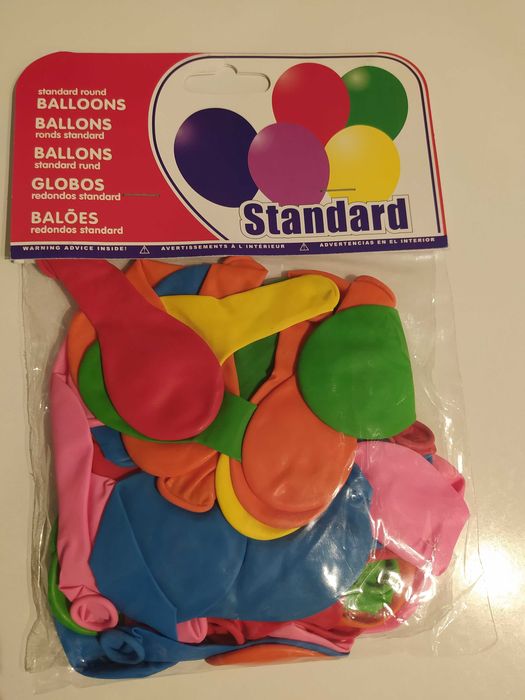 standard round
BALLOONS
BALLONS
ronds standard
BALLONS
standard rund
GLOBOS
redondos standard
BALÕES
redondos standard
Standard
WARNING ADVICE INSIDE! AVERTISSEMENTS À L INTÉRIEUR ADVERTENCIAS EN EL INTERIOR